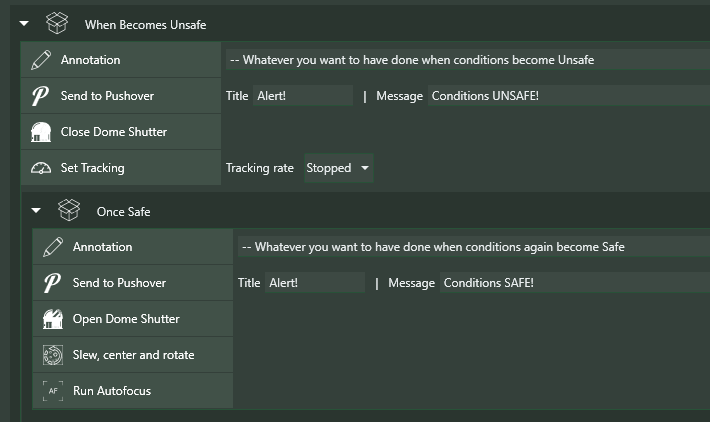 When Becomes Unsafe
Annotation -- Whatever you want to have done when conditions become Unsafe
Send to Pushover Title Alert! | Message Conditions UNSAFE!
Close Dome Shutter
Set Tracking Tracking rate Stopped
Once Safe
Annotation -- Whatever you want to have done when conditions again become Safe
Send to Pushover Title Alert! | Message Conditions SAFE!
Open Dome Shutter
Slew, center and rotate
AF Run Autofocus